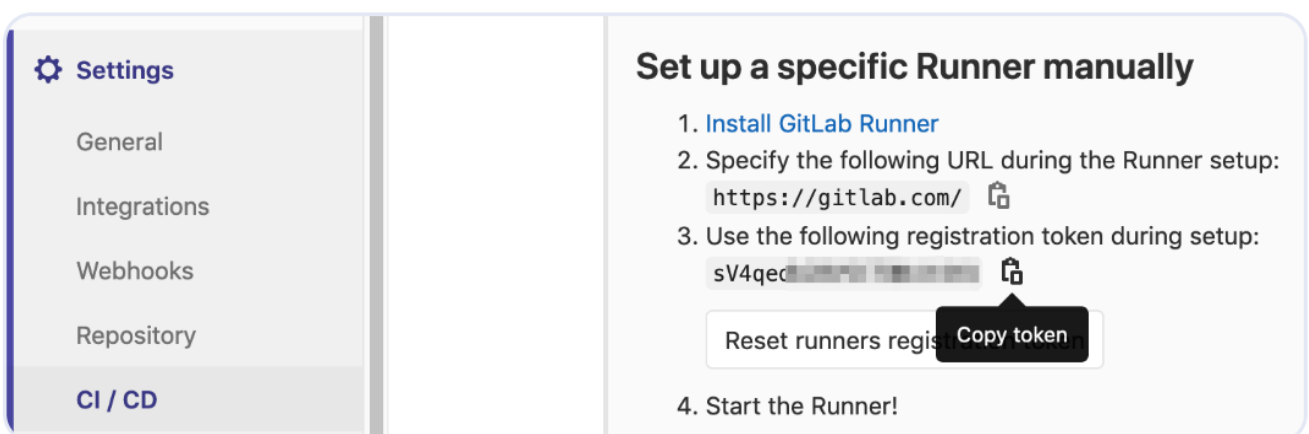 Settings
General
Integrations
Webhooks
Repository
CI / CD
Set up a specific Runner manually
1. Install GitLab Runner
2. Specify the following URL during the Runner setup:
https://gitlab.com/
3. Use the following registration token during setup:
Copy token
Reset runners registration token
4. Start the Runner!